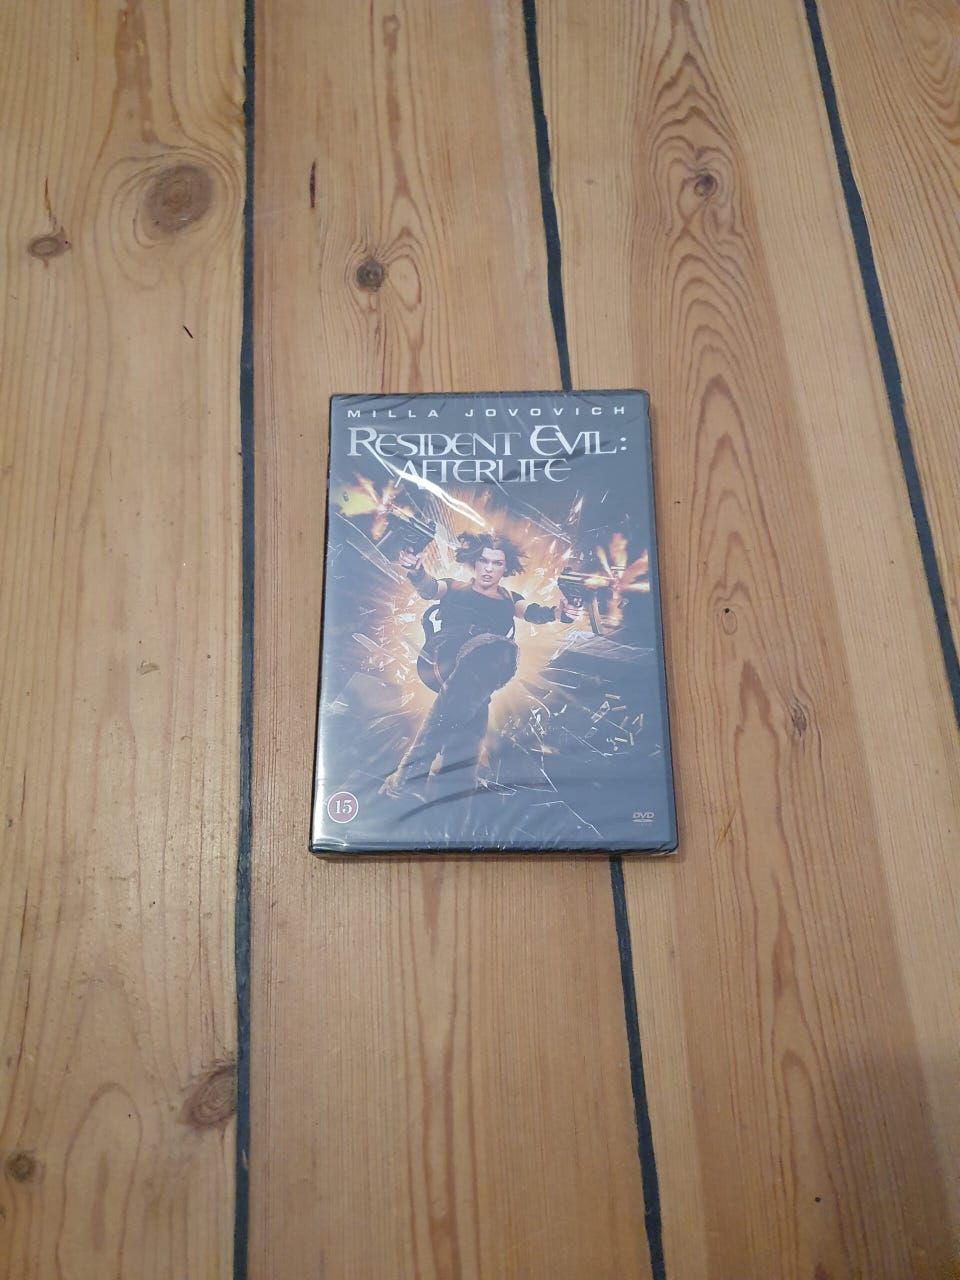 MILLA JOVOVICH
RESIDENT EVIL:
AFTERLIFE
15
DVD